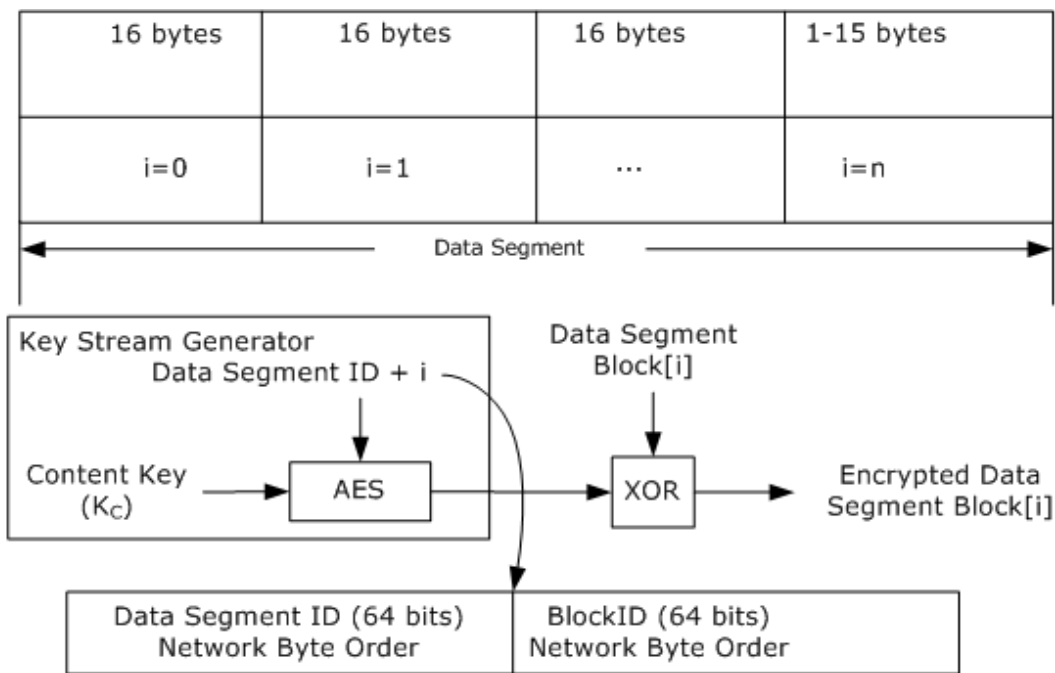 16 bytes 16 bytes 16 bytes 1-15 bytes
i=0 i=1 ... i=n
Data Segment
Key Stream Generator
Data Segment ID + i
Content Key
(K_C)
AES
Data Segment
Block[i]
XOR
Encrypted Data
Segment Block[i]
Data Segment ID (64 bits)
Network Byte Order
BlockID (64 bits)
Network Byte Order